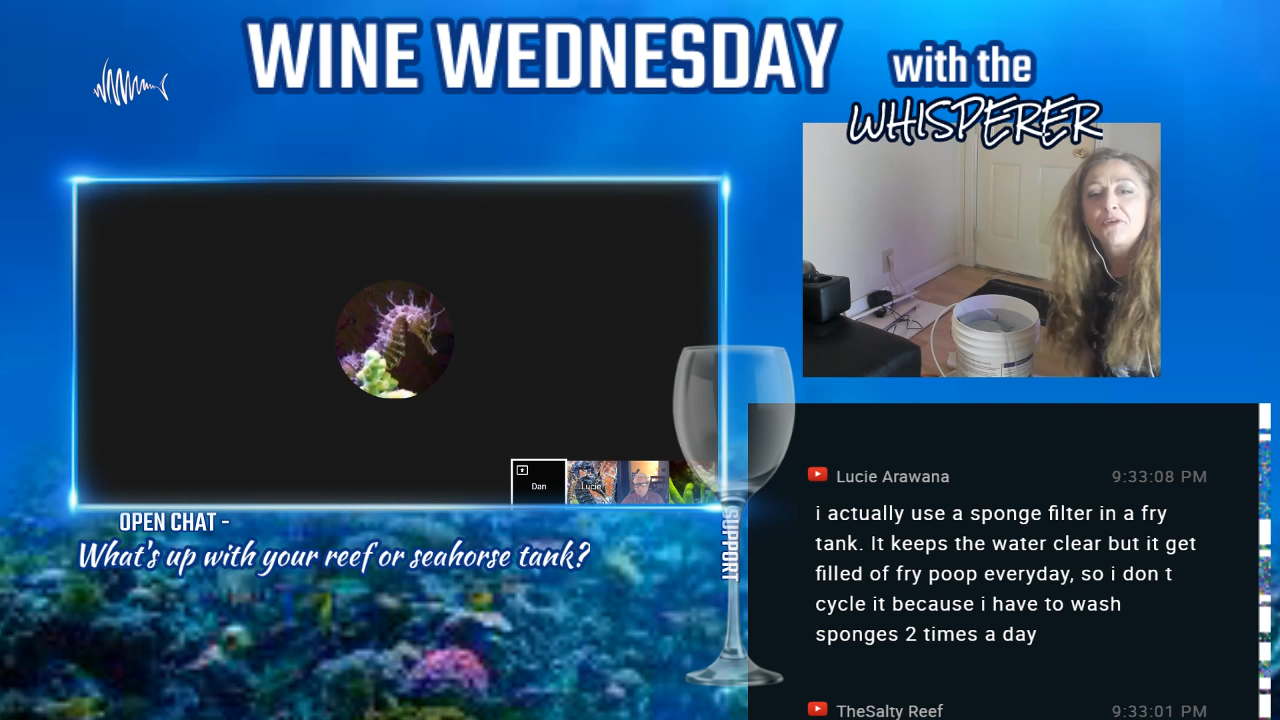 WINE WEDNESDAY
with the
WHISPERER
Dan
Lucie
OPEN CHAT -
What's up with your reef or seahorse tank?
SUPPORT
Lucie Arawana 9:33:08 PM
i actually use a sponge filter in a fry
tank. It keeps the water clear but it get
filled of fry poop everyday, so i don t
cycle it because i have to wash
sponges 2 times a day
TheSalty Reef 9:33:01 PM